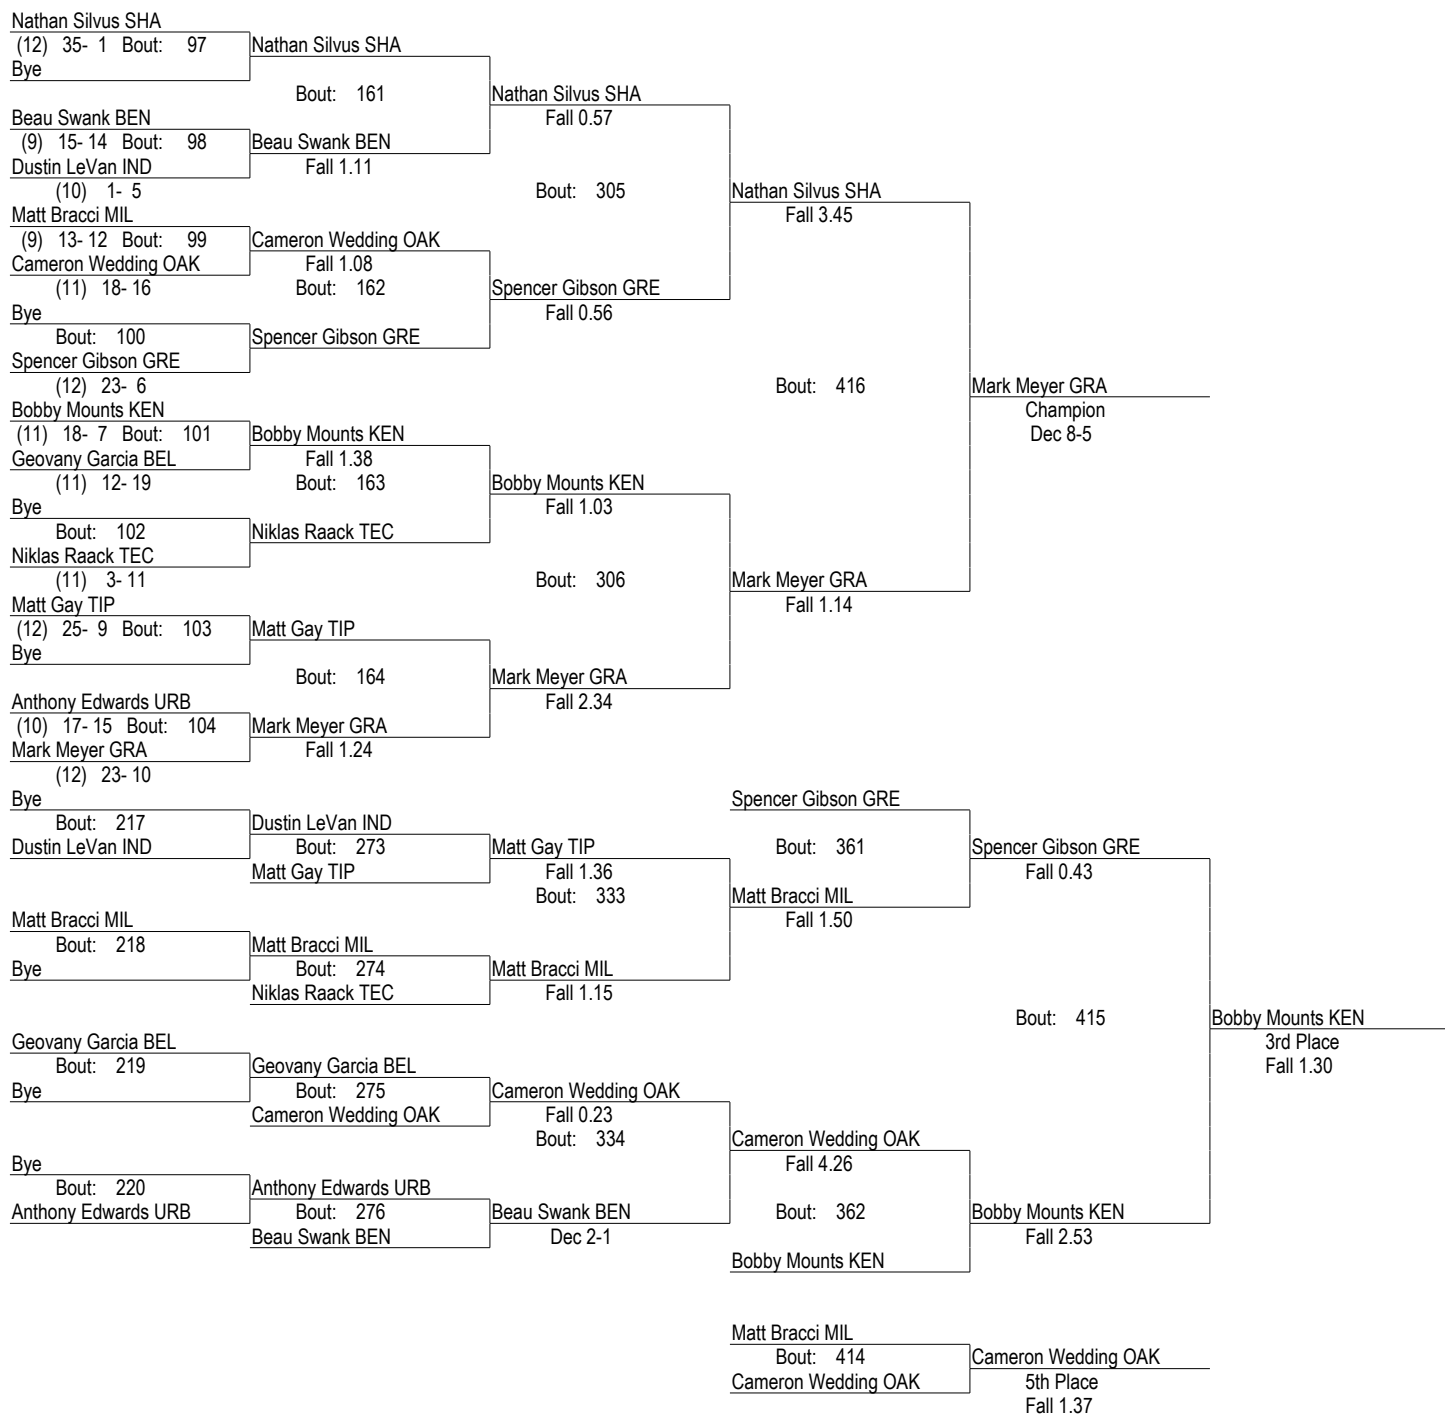 Nathan Silvus SHA
(12) 35- 1 Bout: 97 Nathan Silvus SHA
Bye
Bout: 161 Nathan Silvus SHA
Beau Swank BEN Fall 0.57
(9) 15- 14 Bout: 98 Beau Swank BEN
Dustin LeVan IND Fall 1.11
(10) 1- 5 Bout: 305 Nathan Silvus SHA
Matt Bracci MIL Fall 3.45
(9) 13- 12 Bout: 99 Cameron Wedding OAK
Cameron Wedding OAK Fall 1.08
(11) 18- 16 Bout: 162 Spencer Gibson GRE
Bye Fall 0.56
Bout: 100 Spencer Gibson GRE
Spencer Gibson GRE
(12) 23- 6 Bout: 416 Mark Meyer GRA
Bobby Mounts KEN Champion
(11) 18- 7 Bout: 101 Bobby Mounts KEN Dec 8-5
Geovany Garcia BEL Fall 1.38
(11) 12- 19 Bout: 163 Bobby Mounts KEN
Bye Fall 1.03
Bout: 102 Niklas Raack TEC
Niklas Raack TEC
(11) 3- 11 Bout: 306 Mark Meyer GRA
Matt Gay TIP Fall 1.14
(12) 25- 9 Bout: 103 Matt Gay TIP
Bye
Bout: 164 Mark Meyer GRA
Anthony Edwards URB Fall 2.34
(10) 17- 15 Bout: 104 Mark Meyer GRA
Mark Meyer GRA Fall 1.24
(12) 23- 10
Bye Spencer Gibson GRE
Bout: 217 Dustin LeVan IND
Dustin LeVan IND Bout: 273 Matt Gay TIP Bout: 361 Spencer Gibson GRE
Matt Gay TIP Fall 1.36 Fall 0.43
Bout: 333 Matt Bracci MIL
Matt Bracci MIL Fall 1.50
Bout: 218 Matt Bracci MIL
Bye Bout: 274 Matt Bracci MIL
Niklas Raack TEC Fall 1.15
Bout: 415 Bobby Mounts KEN
Geovany Garcia BEL 3rd Place
Bout: 219 Geovany Garcia BEL Fall 1.30
Bye Bout: 275 Cameron Wedding OAK
Cameron Wedding OAK Fall 0.23
Bout: 334 Cameron Wedding OAK
Bye Fall 4.26
Bout: 220 Anthony Edwards URB
Anthony Edwards URB Bout: 276 Beau Swank BEN Bout: 362 Bobby Mounts KEN
Beau Swank BEN Dec 2-1 Fall 2.53
Bobby Mounts KEN
Matt Bracci MIL
Bout: 414 Cameron Wedding OAK
Cameron Wedding OAK 5th Place
Fall 1.37